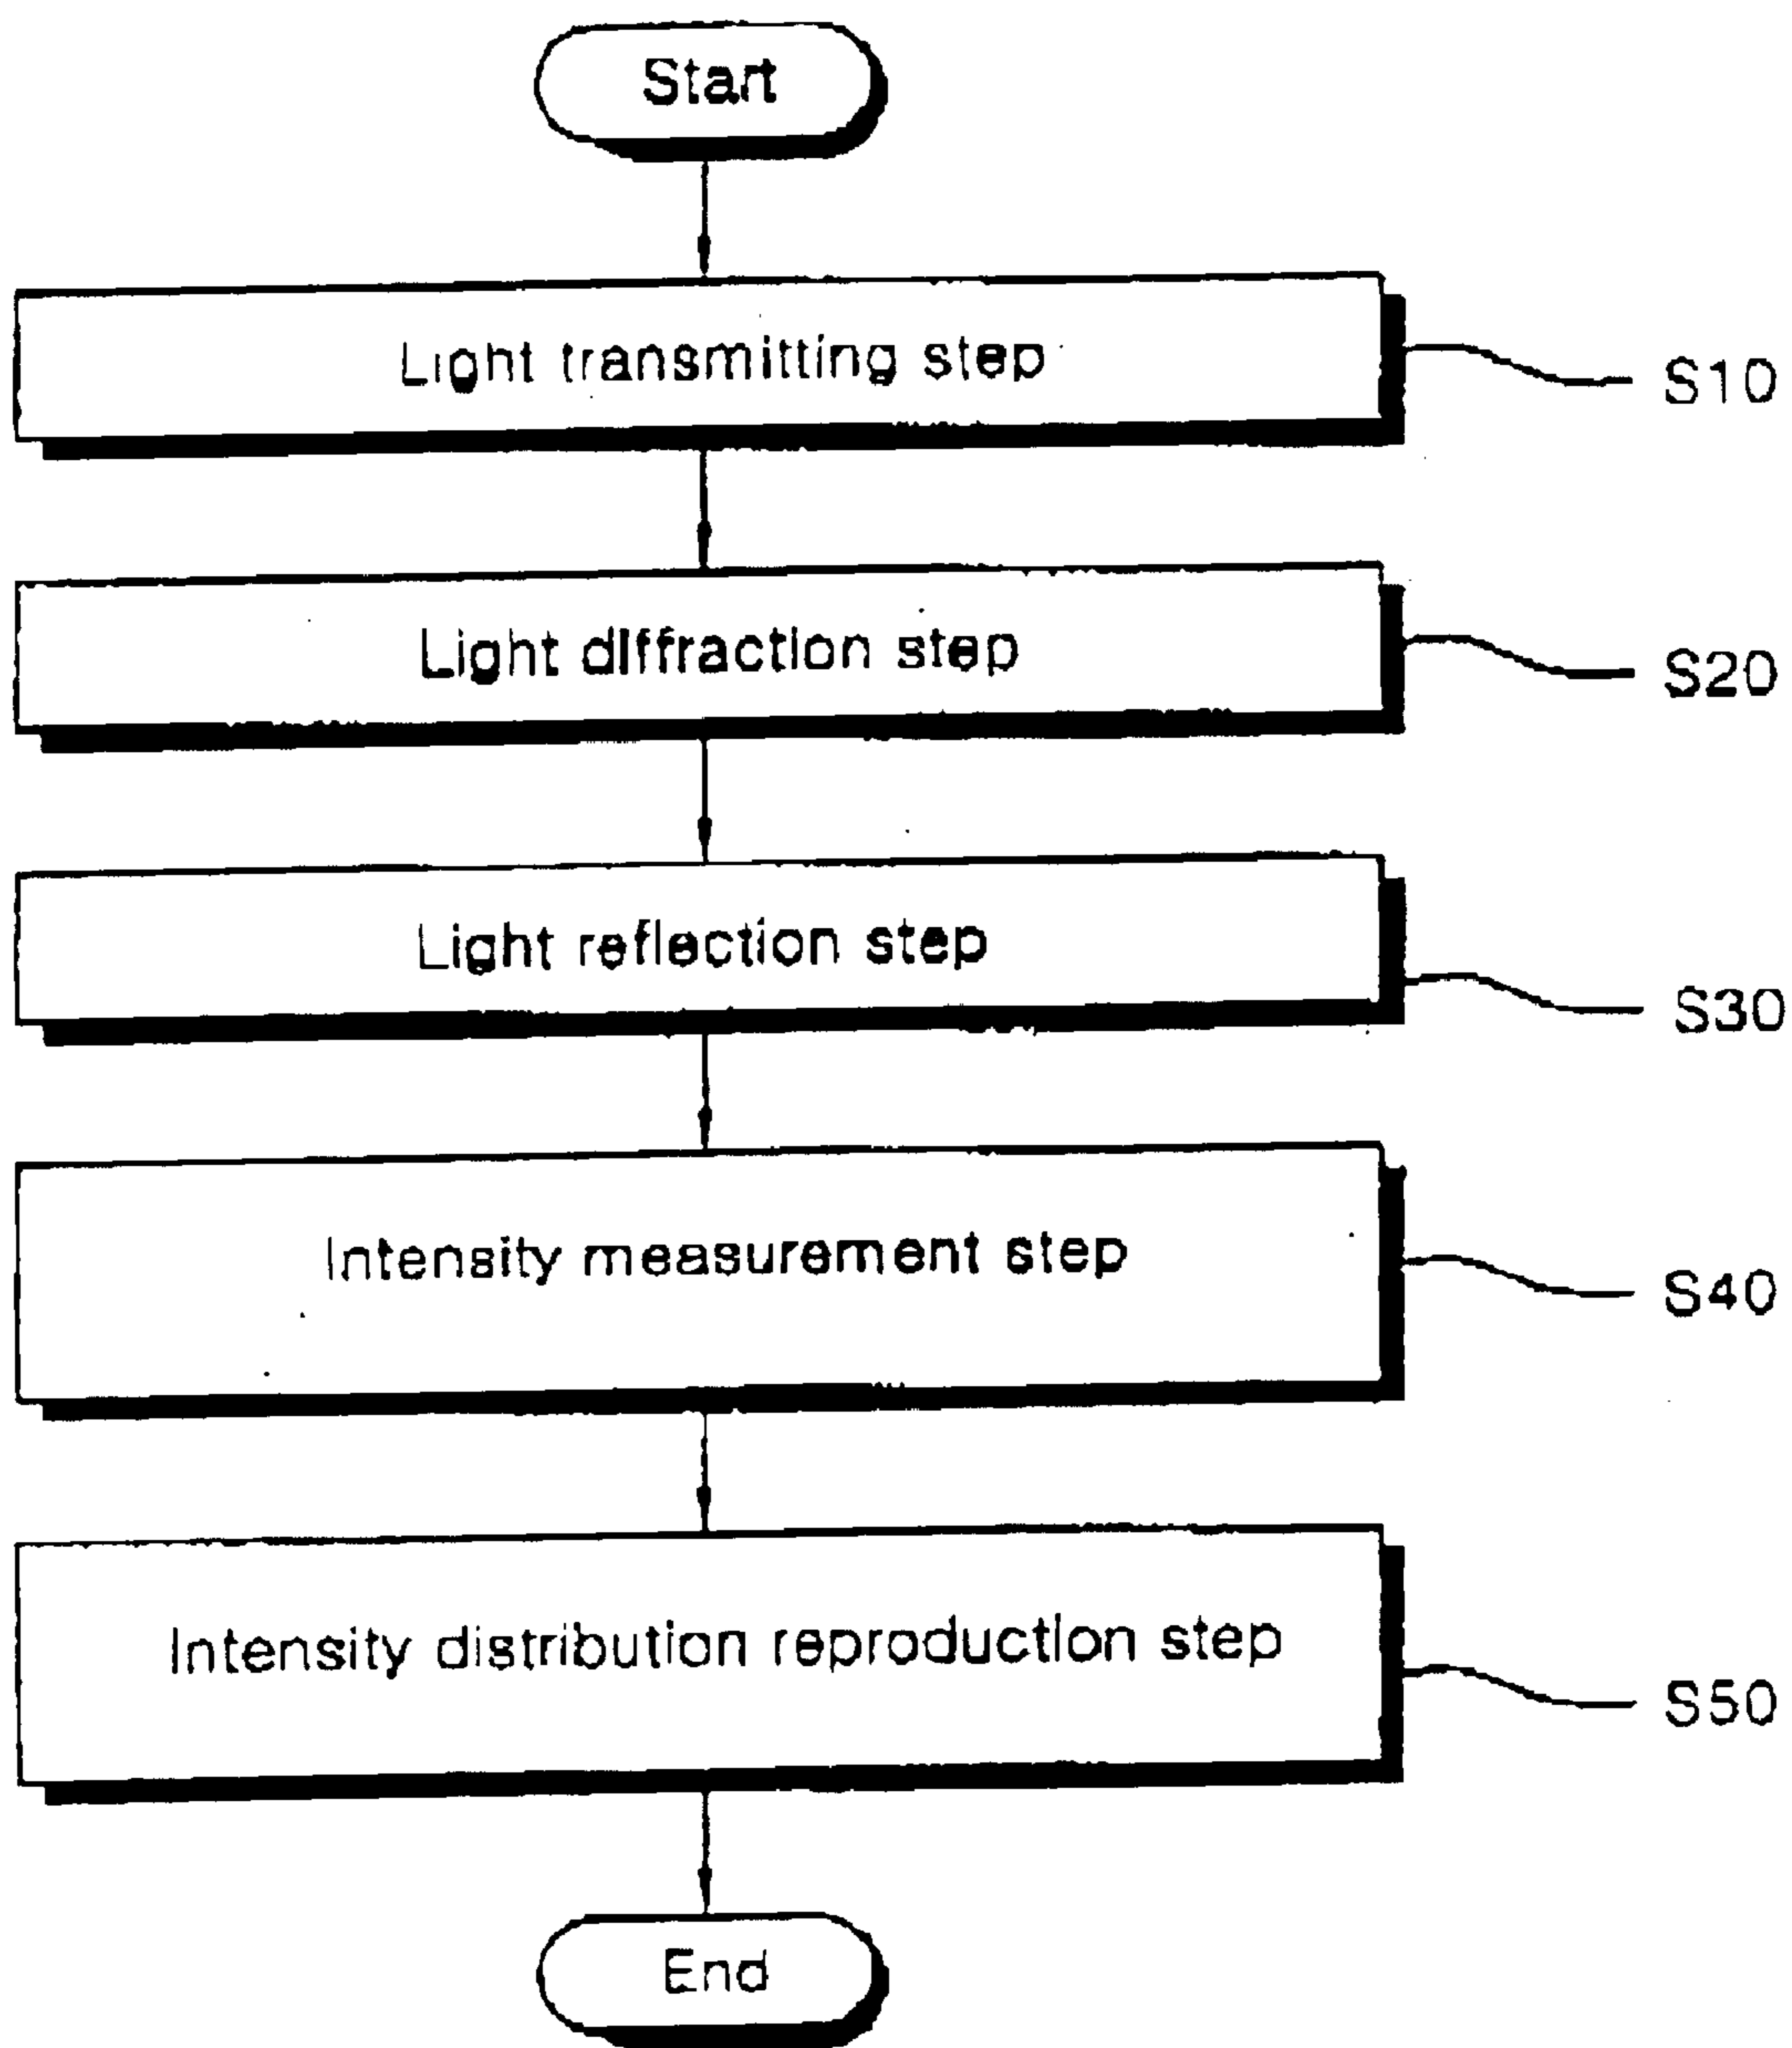 Start
Light transmitting step
S10
Light diffraction step
S20
Light reflection step
S30
Intensity measurement step
S40
Intensity distribution reproduction step
S50
End